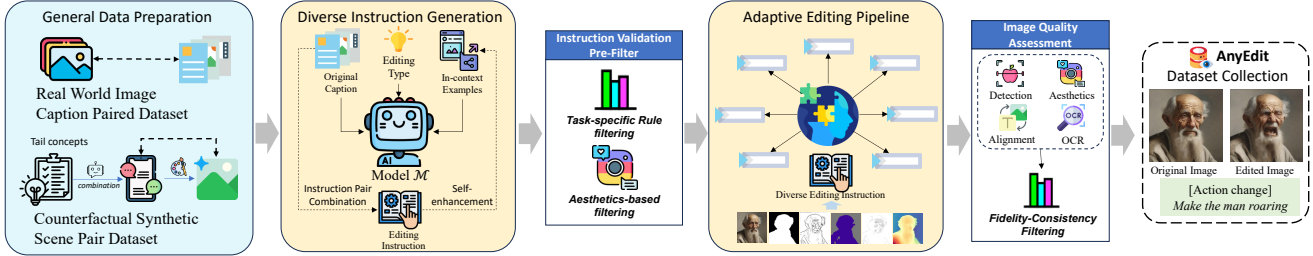 General Data Preparation
Real World Image
Caption Paired Dataset
Tail concepts
combination
Counterfactual Synthetic
Scene Pair Dataset
Diverse Instruction Generation
Original
Caption
Editing
Type
In-context
Examples
AI
Model M
Instruction Pair
Combination
Self-
enhancement
Editing
Instruction
Instruction Validation
Pre-Filter
Task-specific Rule
filtering
Aesthetics-based
filtering
Adaptive Editing Pipeline
Diverse Editing Instruction
Image Quality
Assessment
Detection
Aesthetics
T
Alignment
OCR
OCR
Fidelity-Consistency
Filtering
AnyEdit
Dataset Collection
Original Image
Edited Image
[Action change]
Make the man roaring